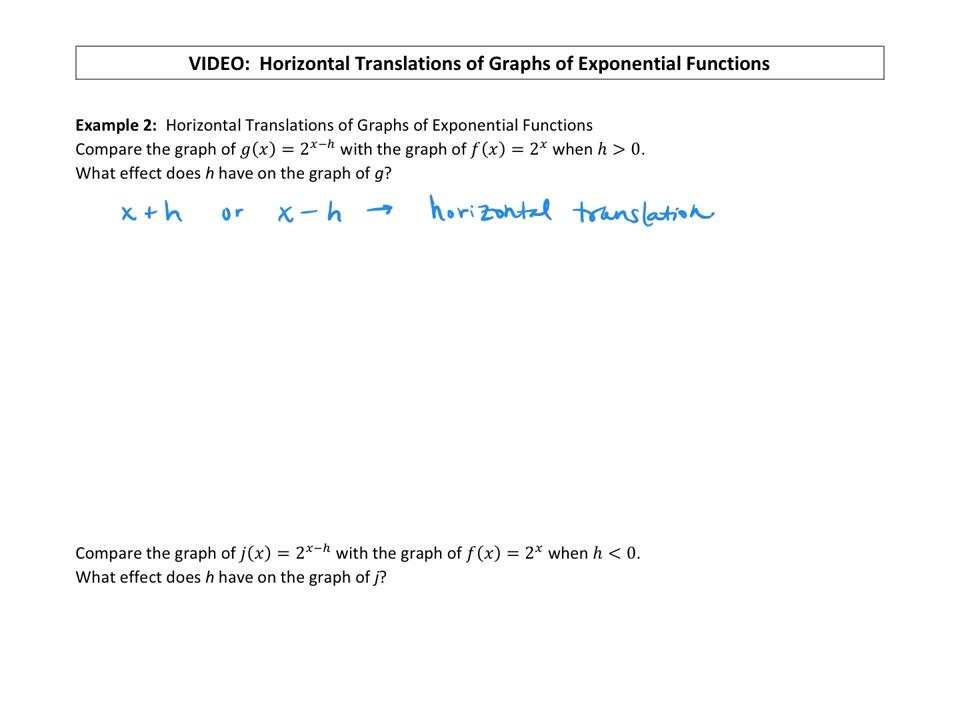 VIDEO: Horizontal Translations of Graphs of Exponential Functions
Example 2: Horizontal Translations of Graphs of Exponential Functions
Compare the graph of g(x) = 2^{x−h} with the graph of f(x) = 2^x when h > 0.
What effect does h have on the graph of g?
x + h or x − h → horizontal translation
Compare the graph of j(x) = 2^{x−h} with the graph of f(x) = 2^x when h < 0.
What effect does h have on the graph of j?